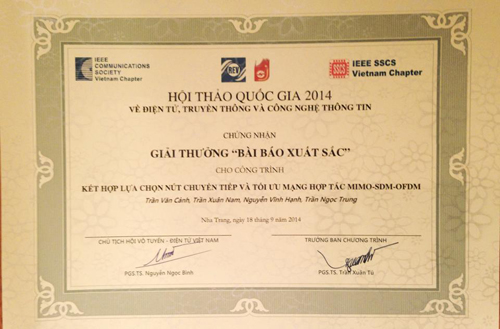 IEEE
COMMUNICATIONS
SOCIETY
Vietnam Chapter
REV
IEEE SSCS
SSCS
Vietnam Chapter
HỘI THẢO QUỐC GIA 2014
VỀ ĐIỆN TỬ, TRUYỀN THÔNG VÀ CÔNG NGHỆ THÔNG TIN
CHỨNG NHẬN
GIẢI THƯỞNG “BÀI BÁO XUẤT SẮC”
CHO CÔNG TRÌNH
KẾT HỢP LỰA CHỌN NÚT CHUYỂN TIẾP VÀ TỐI ƯU MẠNG HỢP TÁC MIMO-SDM-OFDM
Trần Văn Cảnh, Trần Xuân Nam, Nguyễn Vĩnh Hạnh, Trần Ngọc Trung
Nha Trang, ngày 18 tháng 9 năm 2014
CHỦ TỊCH HỘI VÔ TUYẾN - ĐIỆN TỬ VIỆT NAM
TRƯỞNG BAN CHƯƠNG TRÌNH
PGS.TS. Nguyễn Ngọc Bình
PGS.TS. Trần Xuân Tú